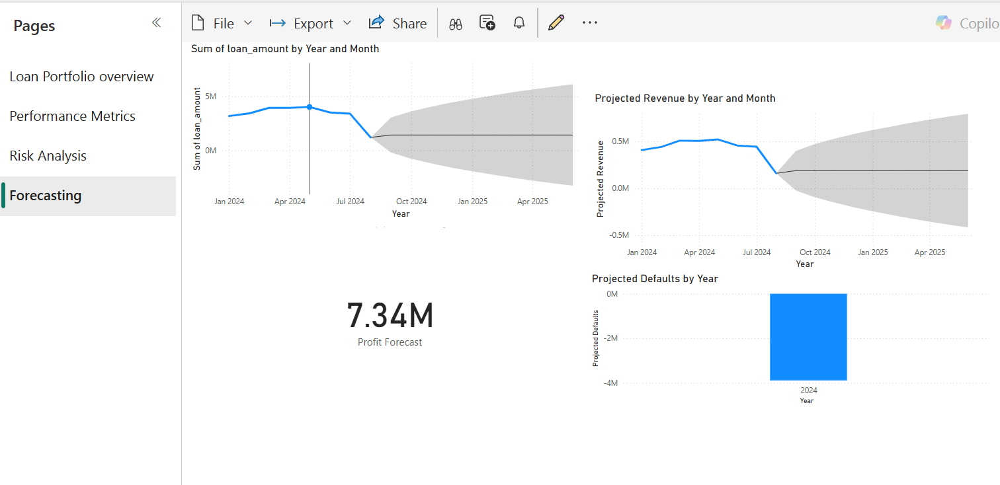 Pages
Loan Portfolio overview
Performance Metrics
Risk Analysis
Forecasting
File
Export
Share
Copilo
Sum of loan_amount by Year and Month
Sum of loan_amount
5M
0M
Jan 2024 Apr 2024 Jul 2024 Oct 2024 Jan 2025 Apr 2025
Year
Projected Revenue by Year and Month
Projected Revenue
0.5M
0.0M
-0.5M
Jan 2024 Apr 2024 Jul 2024 Oct 2024 Jan 2025 Apr 2025
Year
7.34M
Profit Forecast
Projected Defaults by Year
Projected Defaults
0M
-2M
-4M
2024
Year